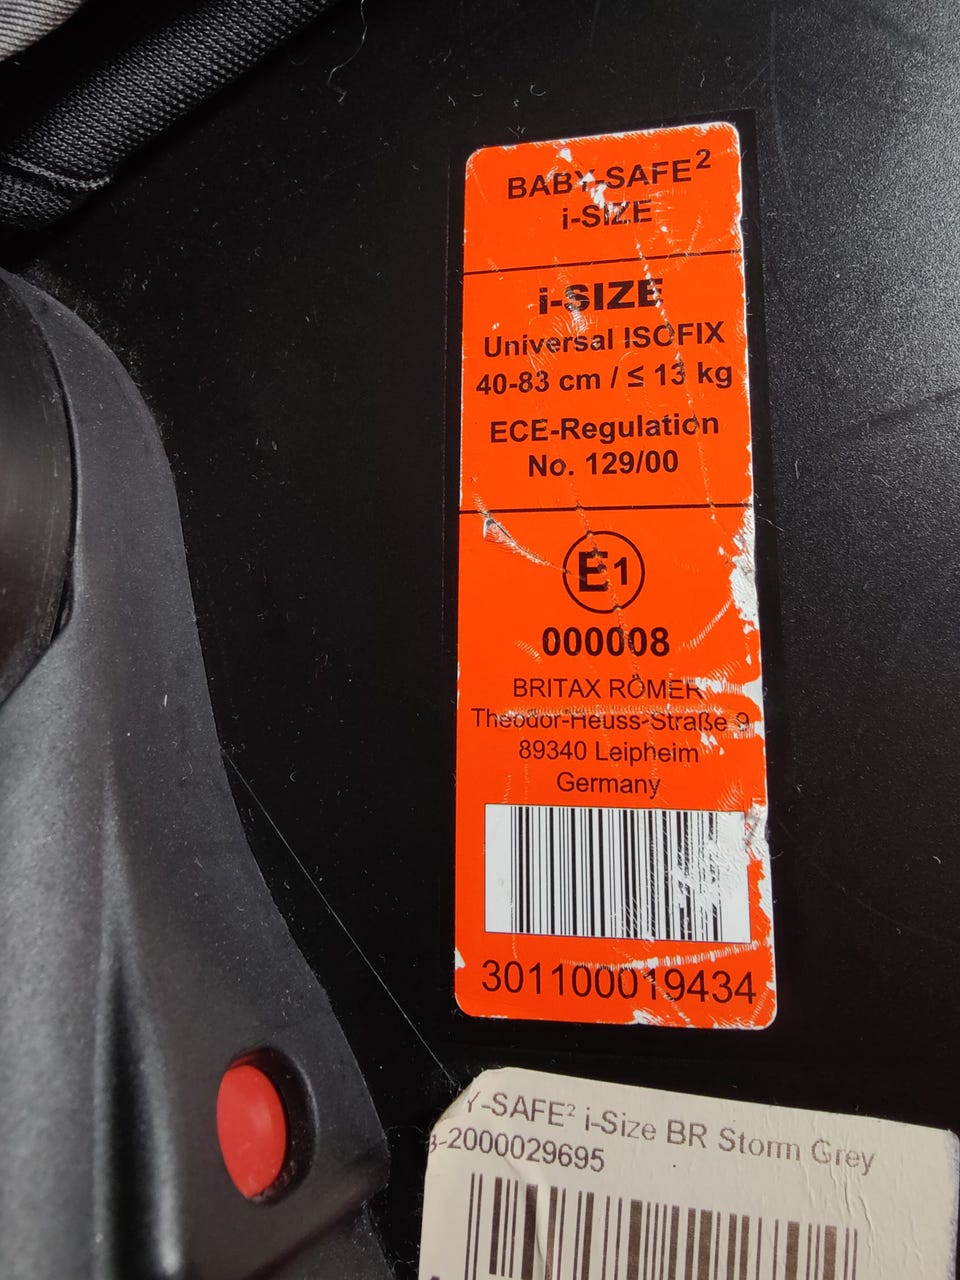 BABY-SAFE²
i-SIZE
i-SIZE
Universal ISOFIX
40-83 cm / ≤ 13 kg
ECE-Regulation
No. 129/00
E1
000008
BRITAX RÖMER
Theodor-Heuss-Straße 9
89340 Leipheim
Germany
301100019434
Y-SAFE² i-Size BR Storm Grey
-2000029695